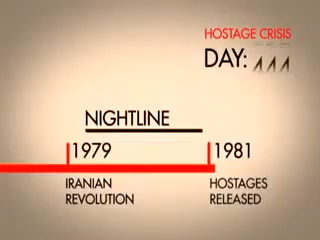 HOSTAGE CRISIS
DAY: 444
NIGHTLINE
1979
1981
IRANIAN
REVOLUTION
HOSTAGES
RELEASED